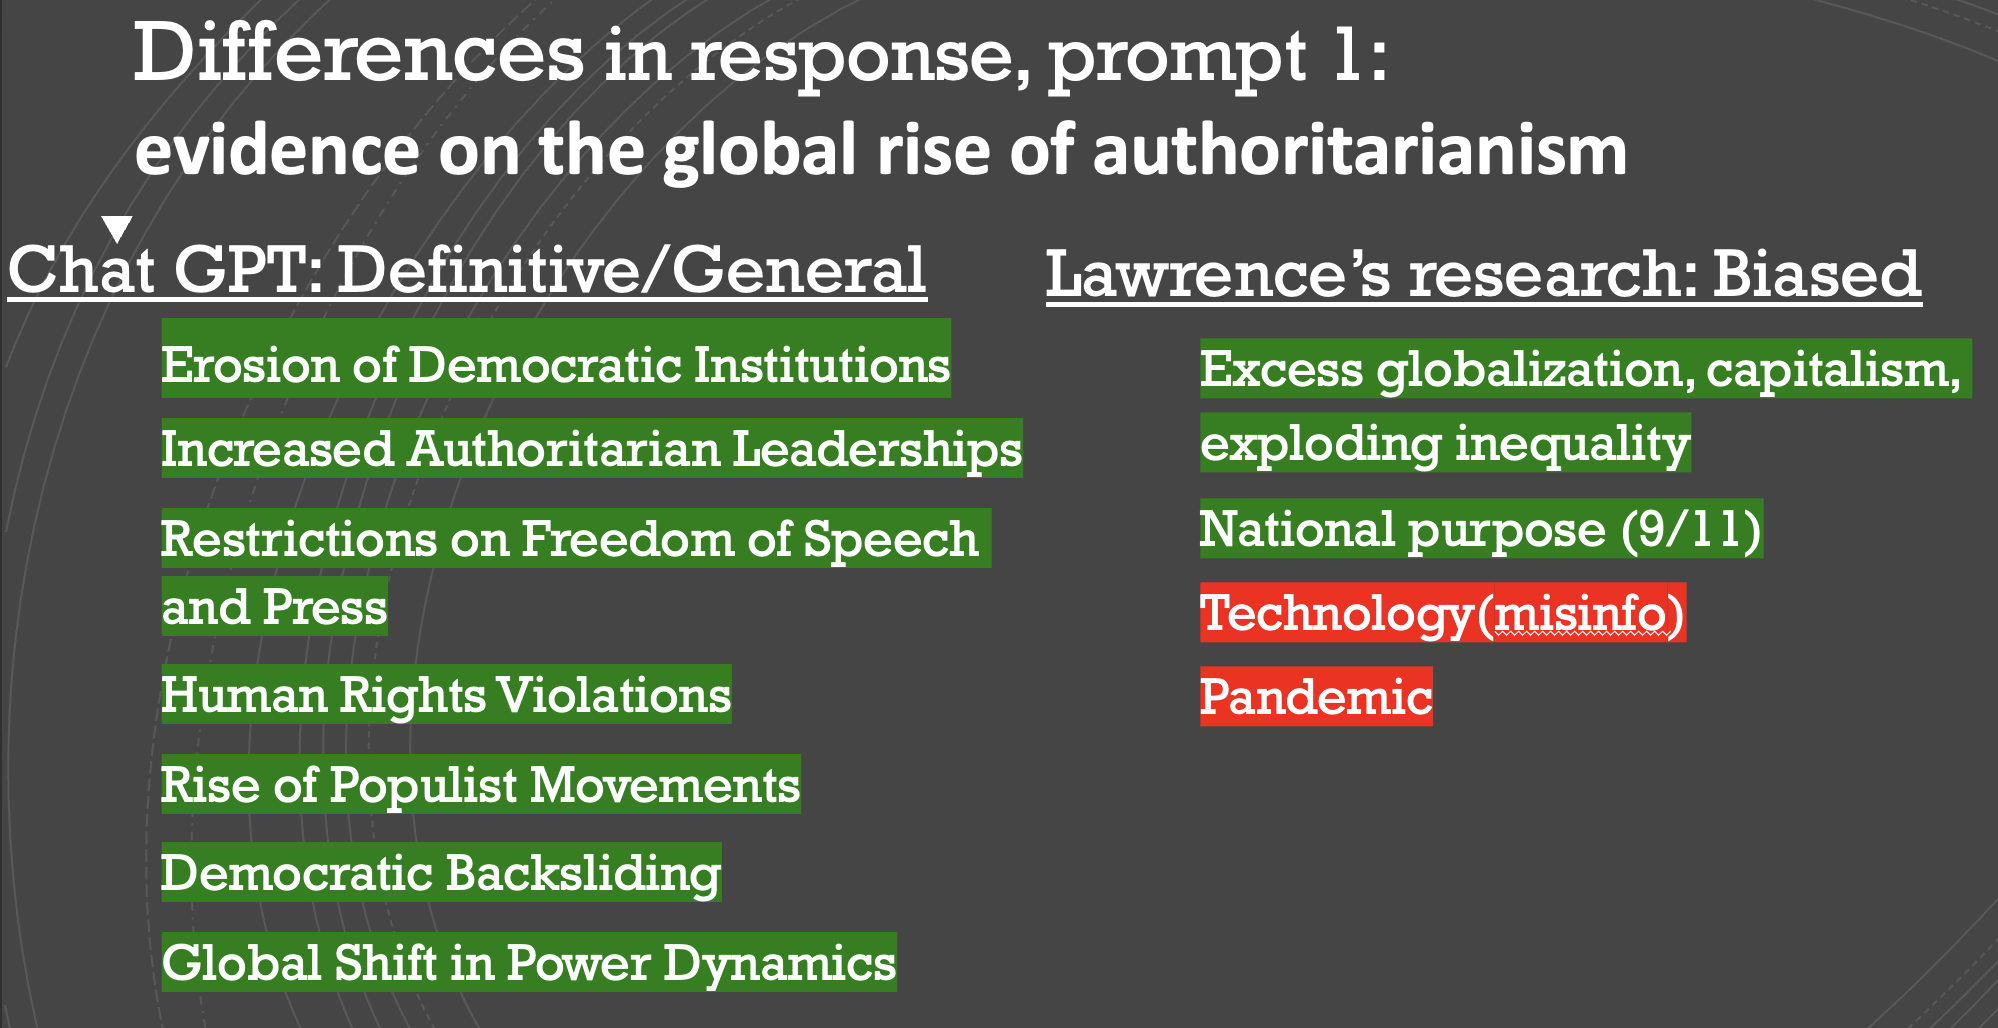 Differences in response, prompt 1:
evidence on the global rise of authoritarianism
Chat GPT: Definitive/General
Erosion of Democratic Institutions
Increased Authoritarian Leaderships
Restrictions on Freedom of Speech
and Press
Human Rights Violations
Rise of Populist Movements
Democratic Backsliding
Global Shift in Power Dynamics
Lawrence’s research: Biased
Excess globalization, capitalism,
exploding inequality
National purpose (9/11)
Technology(misinfo)
Pandemic